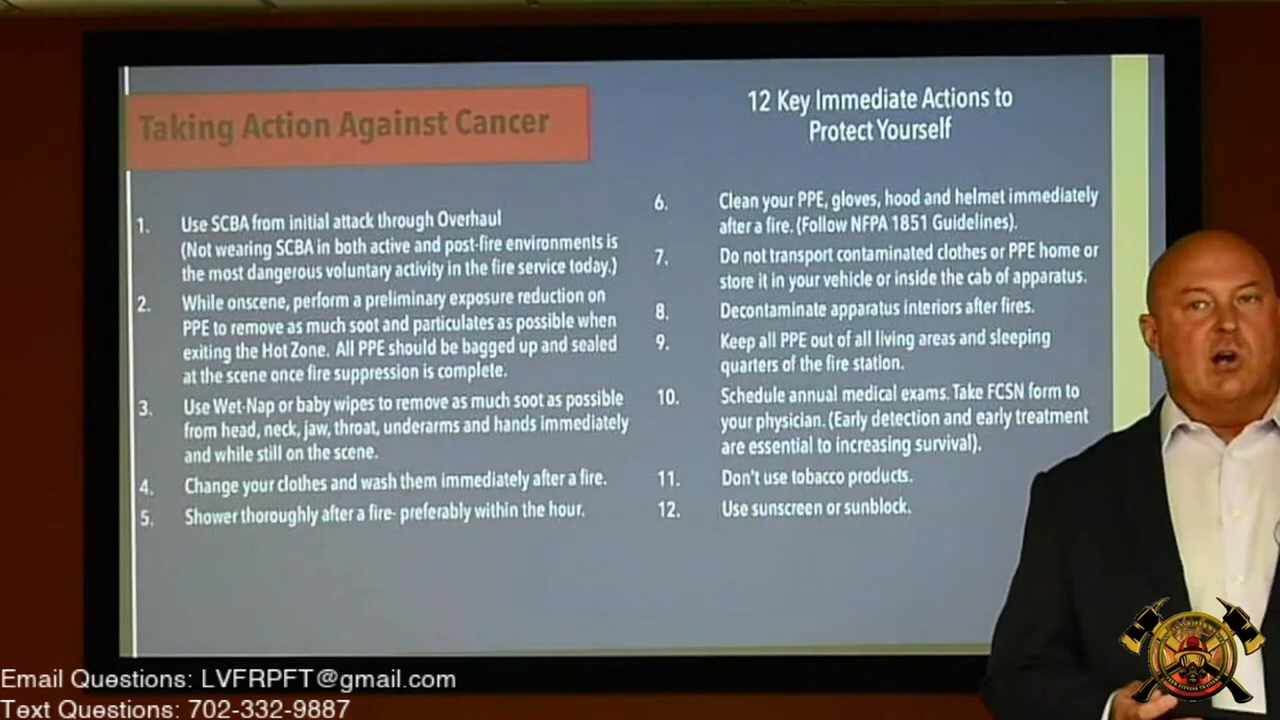 Taking Action Against Cancer
12 Key Immediate Actions to
Protect Yourself
1. Use SCBA from initial attack through Overhaul
(Not wearing SCBA in both active and post-fire environments is
the most dangerous voluntary activity in the fire service today.)
2. While onscene, perform a preliminary exposure reduction on
PPE to remove as much soot and particulates as possible when
exiting the Hot Zone. All PPE should be bagged up and sealed
at the scene once fire suppression is complete.
3. Use Wet-Nap or baby wipes to remove as much soot as possible
from head, neck, jaw, throat, underarms and hands immediately
and while still on the scene.
4. Change your clothes and wash them immediately after a fire.
5. Shower thoroughly after a fire- preferably within the hour.
6. Clean your PPE, gloves, hood and helmet immediately
after a fire. (Follow NFPA 1851 Guidelines).
7. Do not transport contaminated clothes or PPE home or
store it in your vehicle or inside the cab of apparatus.
8. Decontaminate apparatus interiors after fires.
9. Keep all PPE out of all living areas and sleeping
quarters of the fire station.
10. Schedule annual medical exams. Take FCSN form to
your physician. (Early detection and early treatment
are essential to increasing survival).
11. Don't use tobacco products.
12. Use sunscreen or sunblock.
Email Questions: LVFRPFT@gmail.com
Text Questions: 702-332-9887